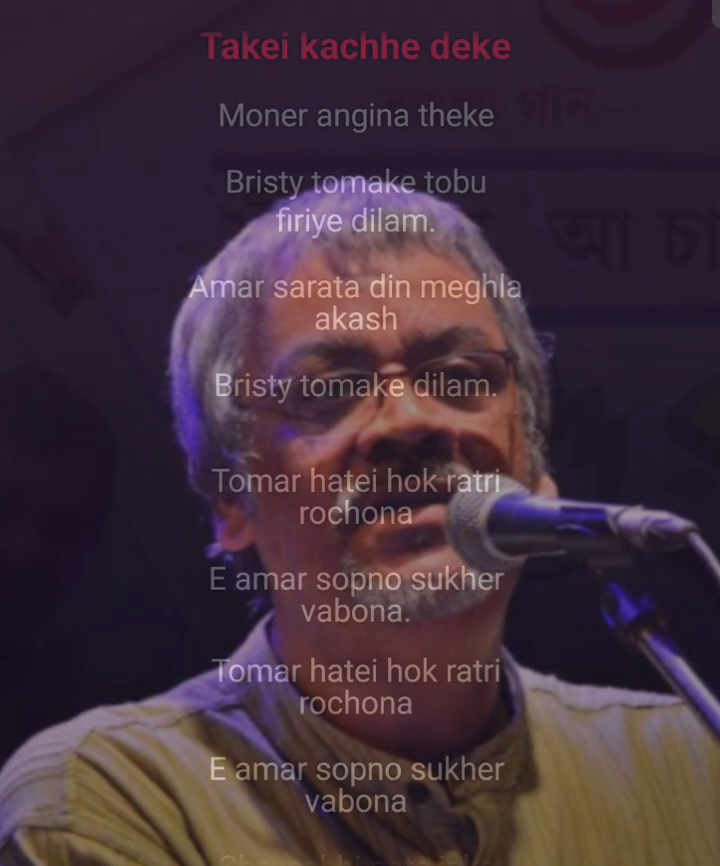 Takei kachhe deke
বাংলা গান
Moner angina theke
Bristy tomake tobu
firiye dilam.
আ চা
Amar sarata din meghla
akash
Bristy tomake dilam.
Tomar hatei hok ratri
rochona
E amar sopno sukher
vabona.
Tomar hatei hok ratri
rochona
E amar sopno sukher
vabona